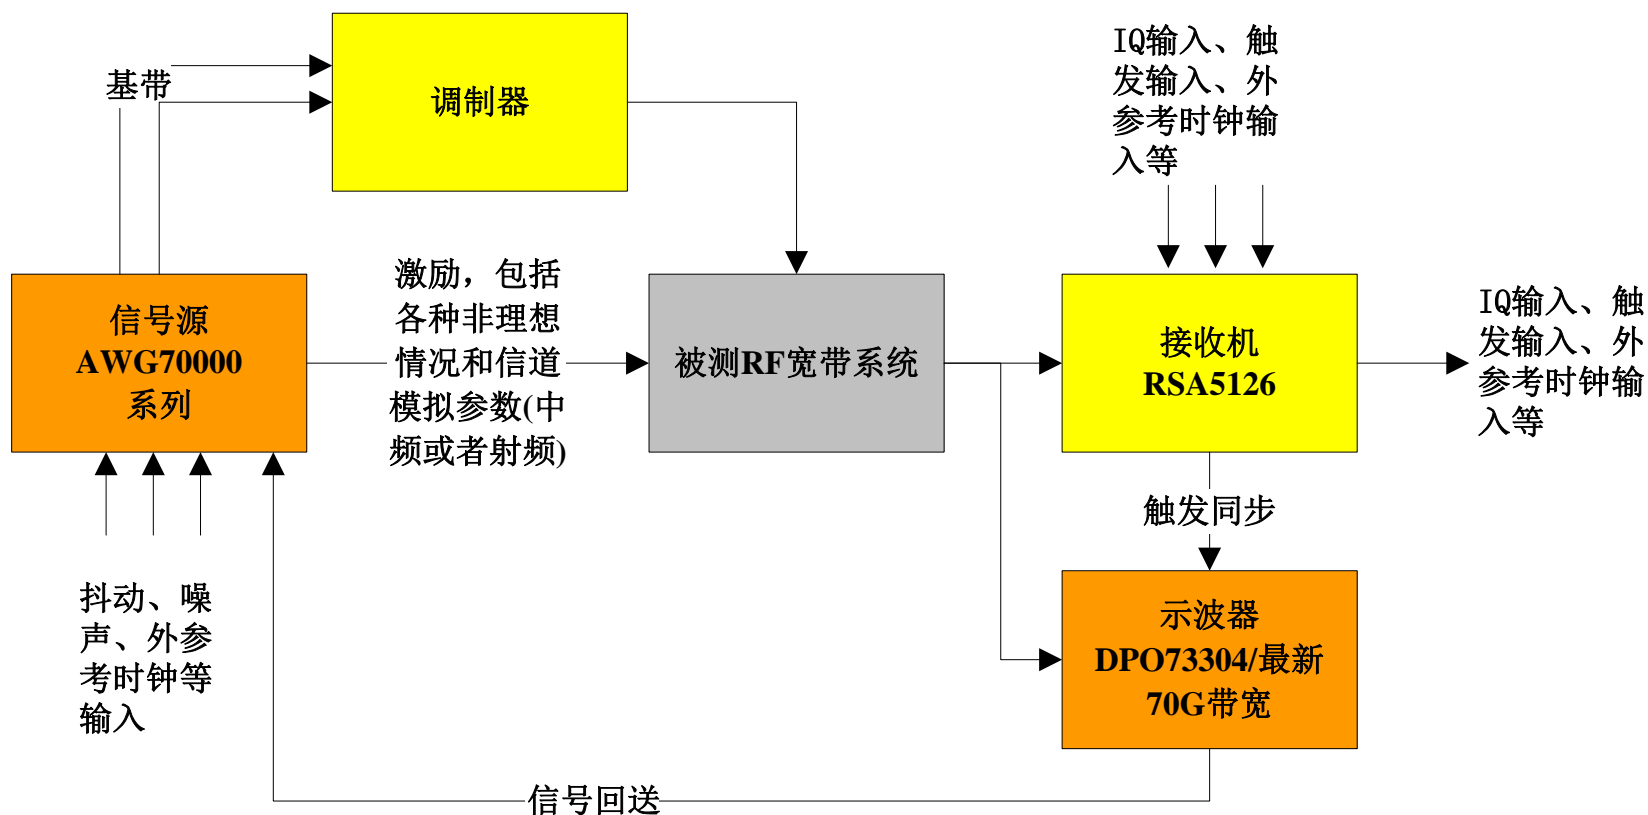 基带
调制器
IQ输入、触
发输入、外
参考时钟输
入等
信号源
AWG70000
系列
激励，包括
各种非理想
情况和信道
模拟参数(中
频或者射频)
被测RF宽带系统
接收机
RSA5126
IQ输入、触
发输入、外
参考时钟输
入等
触发同步
抖动、噪
声、外参
考时钟等
输入
示波器
DPO73304/最新
70G带宽
信号回送